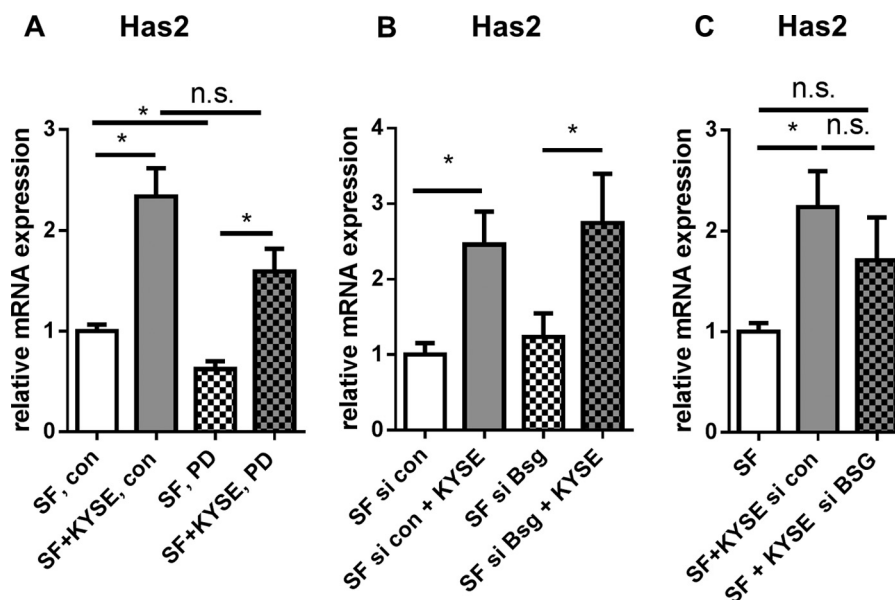 A Has2
relative mRNA expression
3
2
1
0
n.s.
*
*
*
SF, con
SF+KYSE, con
SF, PD
SF+KYSE, PD
B Has2
relative mRNA expression
4
3
2
1
0
*
*
SF si con
SF si con + KYSE
SF si Bsg
SF si Bsg + KYSE
C Has2
relative mRNA expression
3
2
1
0
n.s.
* n.s.
SF
SF+KYSE si con
SF + KYSE si BSG